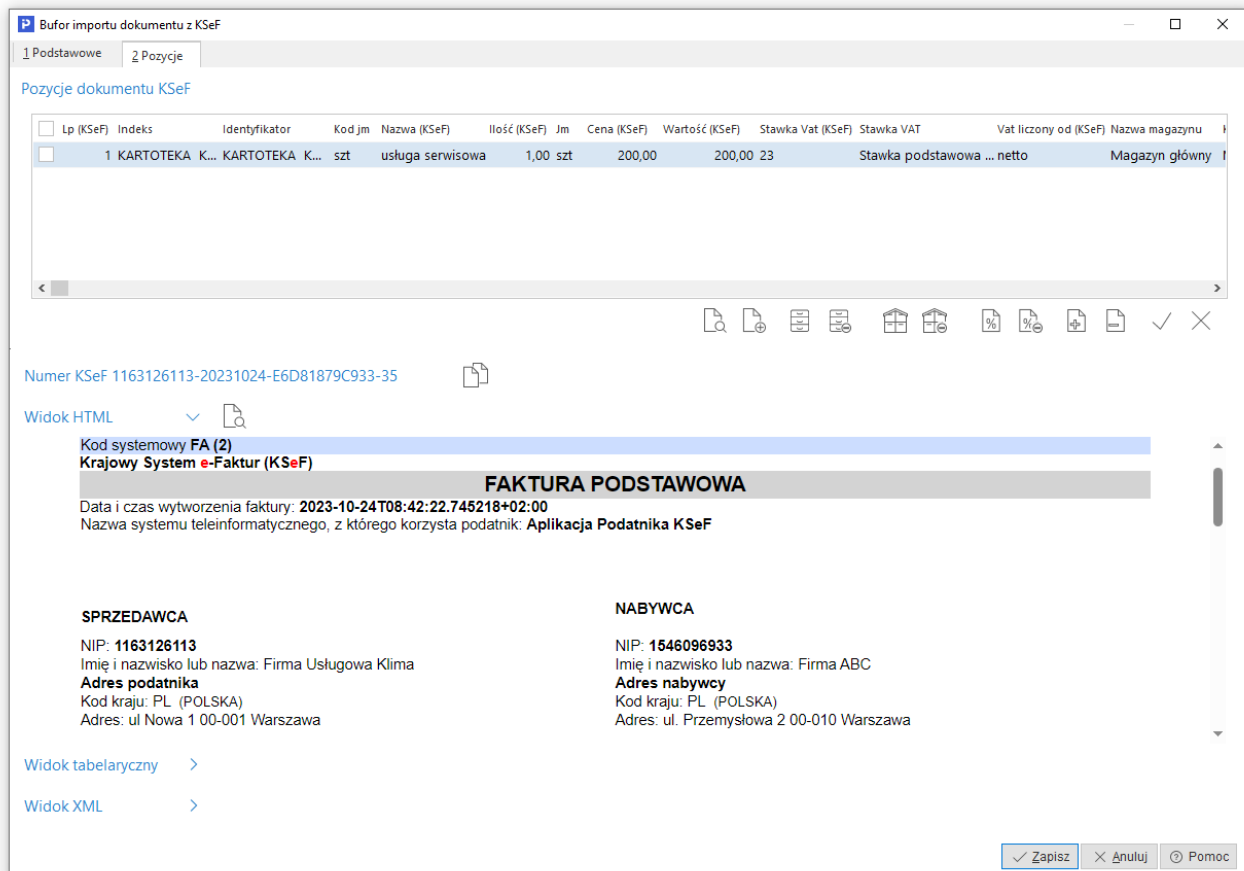 Bufor importu dokumentu z KSeF
1 Podstawowe 2 Pozycje
Pozycje dokumentu KSeF
Lp (KSeF) Indeks Identyfikator Kod jm Nazwa (KSeF) Ilość (KSeF) Jm Cena (KSeF) Wartość (KSeF) Stawka Vat (KSeF) Stawka VAT Vat liczony od (KSeF) Nazwa magazynu
1 KARTOTEKA K... KARTOTEKA K... szt usługa serwisowa 1,00 szt 200,00 200,00 23 Stawka podstawowa ... netto Magazyn główny
Numer KSeF 1163126113-20231024-E6D81879C933-35
Widok HTML
Kod systemowy FA (2)
Krajowy System e-Faktur (KSeF)
FAKTURA PODSTAWOWA
Data i czas wytworzenia faktury: 2023-10-24T08:42:22.745218+02:00
Nazwa systemu teleinformatycznego, z którego korzysta podatnik: Aplikacja Podatnika KSeF
SPRZEDAWCA
NIP: 1163126113
Imię i nazwisko lub nazwa: Firma Usługowa Klima
Adres podatnika
Kod kraju: PL (POLSKA)
Adres: ul Nowa 1 00-001 Warszawa
NABYWCA
NIP: 1546096933
Imię i nazwisko lub nazwa: Firma ABC
Adres nabywcy
Kod kraju: PL (POLSKA)
Adres: ul. Przemysłowa 2 00-010 Warszawa
Widok tabelaryczny
Widok XML
Zapisz Anuluj Pomoc